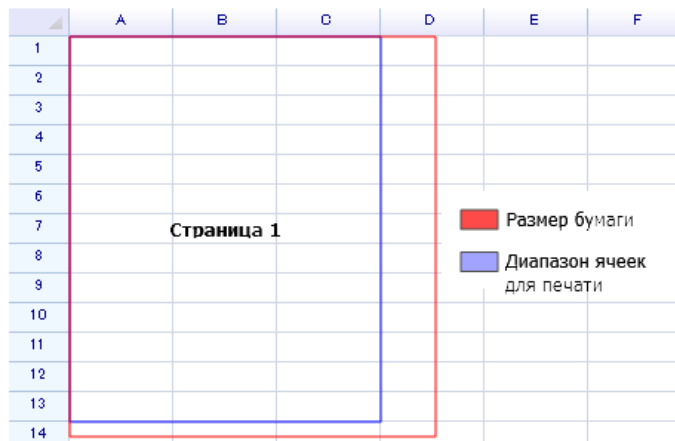 A B C D E F
1
2
3
4
5
6
7
8
9
10
11
12
13
14
Страница 1
Размер бумаги
Диапазон ячеек
для печати